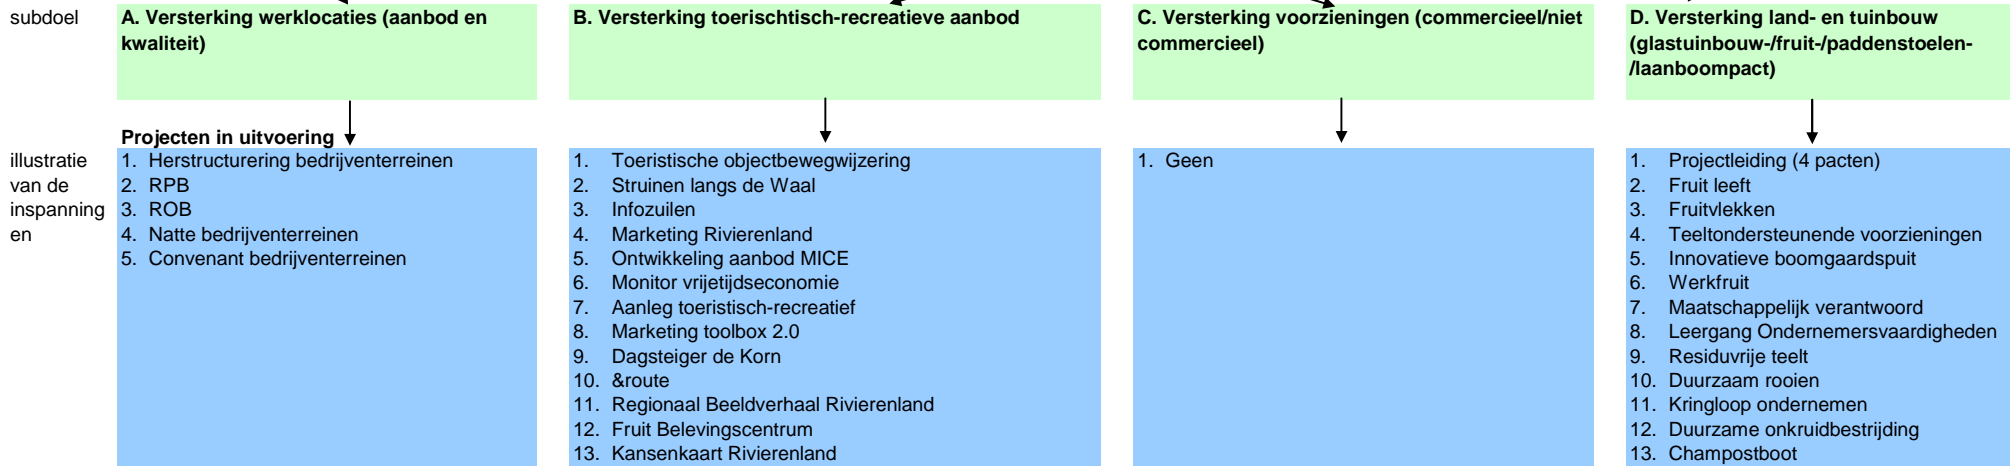 subdoel
A. Versterking werklocaties (aanbod en
kwaliteit)
B. Versterking toerischtisch-recreatieve aanbod
C. Versterking voorzieningen (commercieel/niet
commercieel)
D. Versterking land- en tuinbouw
(glastuinbouw-/fruit-/paddenstoelen-
/laanboompact)
Projecten in uitvoering
illustratie
van de
inspanning
en
1. Herstructurering bedrijventerreinen
2. RPB
3. ROB
4. Natte bedrijventerreinen
5. Convenant bedrijventerreinen
1. Toeristische objectbewegwijzering
2. Struinen langs de Waal
3. Infozuilen
4. Marketing Rivierenland
5. Ontwikkeling aanbod MICE
6. Monitor vrijetijdseconomie
7. Aanleg toeristisch-recreatief
8. Marketing toolbox 2.0
9. Dagsteiger de Korn
10. &route
11. Regionaal Beeldverhaal Rivierenland
12. Fruit Belevingscentrum
13. Kansenkaart Rivierenland
1. Geen
1. Projectleiding (4 pacten)
2. Fruit leeft
3. Fruitvlekken
4. Teeltondersteunende voorzieningen
5. Innovatieve boomgaardspuit
6. Werkfruit
7. Maatschappelijk verantwoord
8. Leergang Ondernemersvaardigheden
9. Residuvrije teelt
10. Duurzaam rooien
11. Kringloop ondernemen
12. Duurzame onkruidbestrijding
13. Champostboot